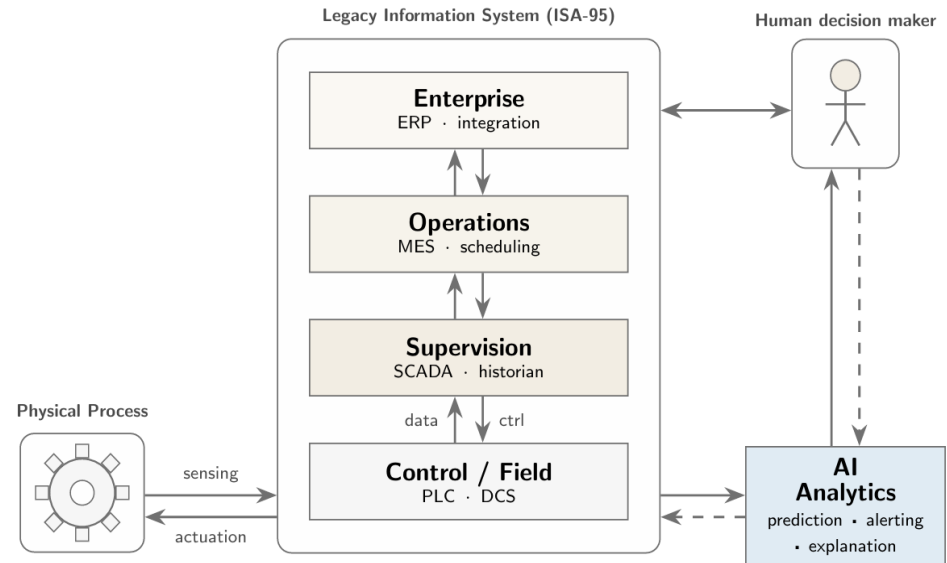 Legacy Information System (ISA-95)
Human decision maker
Enterprise
ERP · integration
Operations
MES · scheduling
Supervision
SCADA · historian
Physical Process
data
ctrl
sensing
Control / Field
PLC · DCS
actuation
AI
Analytics
prediction · alerting
· explanation